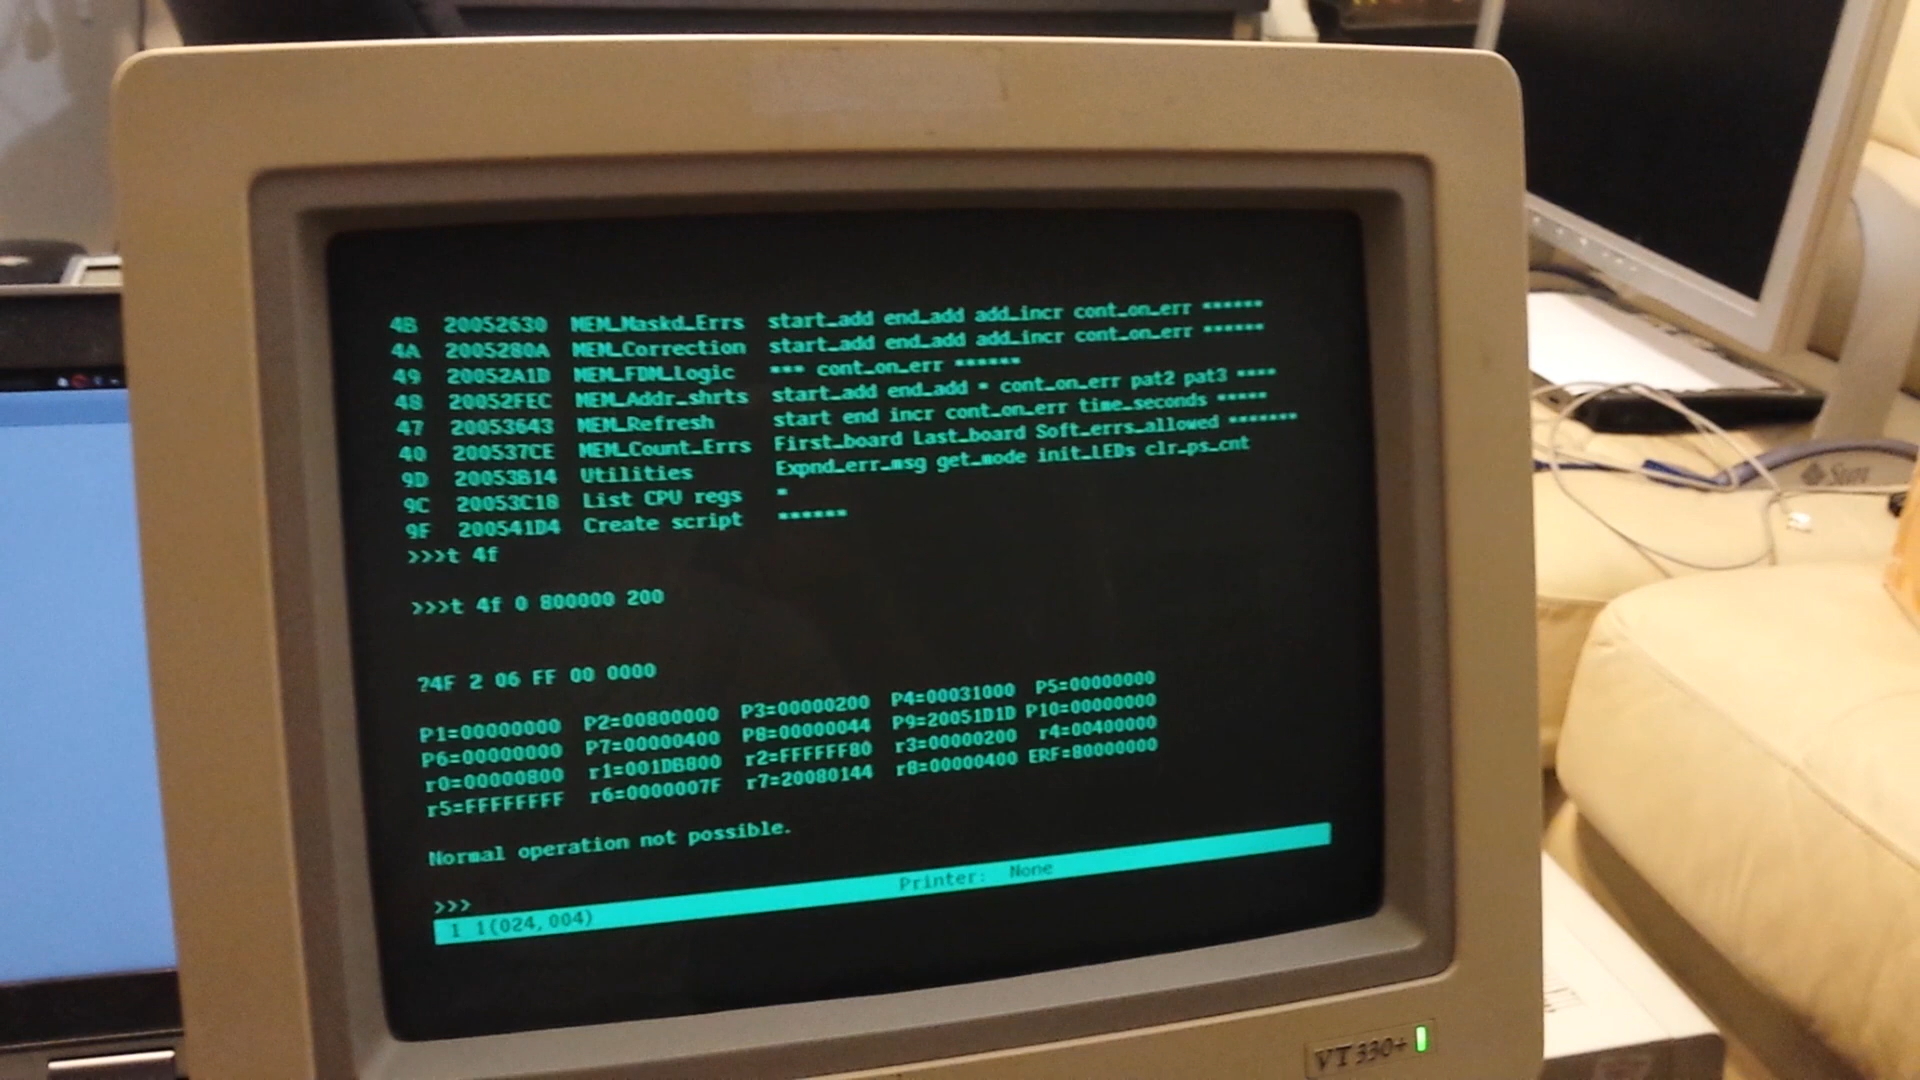 4B 20052630 MEM_Maskd_Errs start_add end_add add_incr cont_on_err ******
4A 2005280A MEM_Correction start_add end_add add_incr cont_on_err ******
49 20052A1D MEM_FDM_Logic *** cont_on_err ******
48 20052FEC MEM_Addr_shrts start_add end_add * cont_on_err pat2 pat3 ****
47 20053643 MEM_Refresh start end incr cont_on_err time_seconds *****
40 200537CE MEM_Count_Errs First_board Last_board Soft_errs_allowed *******
9D 20053B14 Utilities Expnd_err_msg get_mode init_LEDs clr_ps_cnt
9C 20053C18 List CPU regs *
9F 200541D4 Create script ******
>>>t 4f
>>>t 4f 0 800000 200
?4F 2 06 FF 00 0000
P1=00000000 P2=00800000 P3=00000200 P4=00031000 P5=00000000
P6=00000000 P7=00000400 P8=00000044 P9=20051D1D P10=00000000
r0=00000800 r1=001DB800 r2=FFFFFF80 r3=00000200 r4=00400000
r5=FFFFFFFF r6=0000007F r7=20080144 r8=00000400 ERF=80000000
Normal operation not possible.
>>>
1 1(024,004) Printer: None
VT330+
Sun